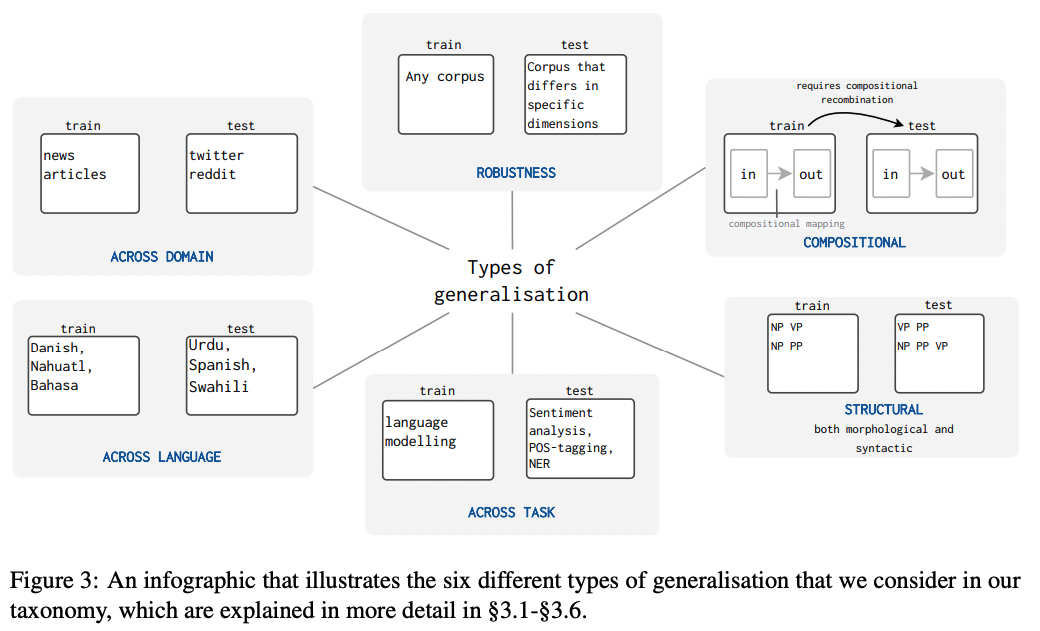 train
test
Any corpus
Corpus that
differs in
specific
dimensions
ROBUSTNESS
train
test
news
articles
twitter
reddit
ACROSS DOMAIN
requires compositional
recombination
train
test
in
out
in
out
compositional mapping
COMPOSITIONAL
Types of
generalisation
train
test
Danish,
Nahuatl,
Bahasa
Urdu,
Spanish,
Swahili
ACROSS LANGUAGE
train
test
language
modelling
Sentiment
analysis,
POS-tagging,
NER
ACROSS TASK
train
test
NP VP
NP PP
VP PP
NP PP VP
STRUCTURAL
both morphological and
syntactic
Figure 3: An infographic that illustrates the six different types of generalisation that we consider in our
taxonomy, which are explained in more detail in §3.1-§3.6.